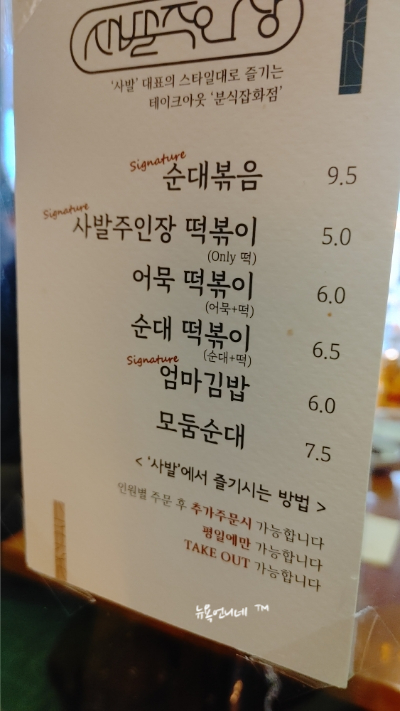 사발주인장
'사발' 대표의 스타일대로 즐기는
테이크아웃 '분식잡화점'
Signature
순대볶음 9.5
Signature
사발주인장 떡볶이 5.0
(Only 떡)
어묵 떡볶이 6.0
(어묵+떡)
순대 떡볶이 6.5
(순대+떡)
Signature
엄마김밥 6.0
모둠순대 7.5
< '사발'에서 즐기시는 방법 >
인원별 주문 후 추가주문시 가능합니다
평일에만 가능합니다
TAKE OUT 가능합니다
뉴욕언니네 TM